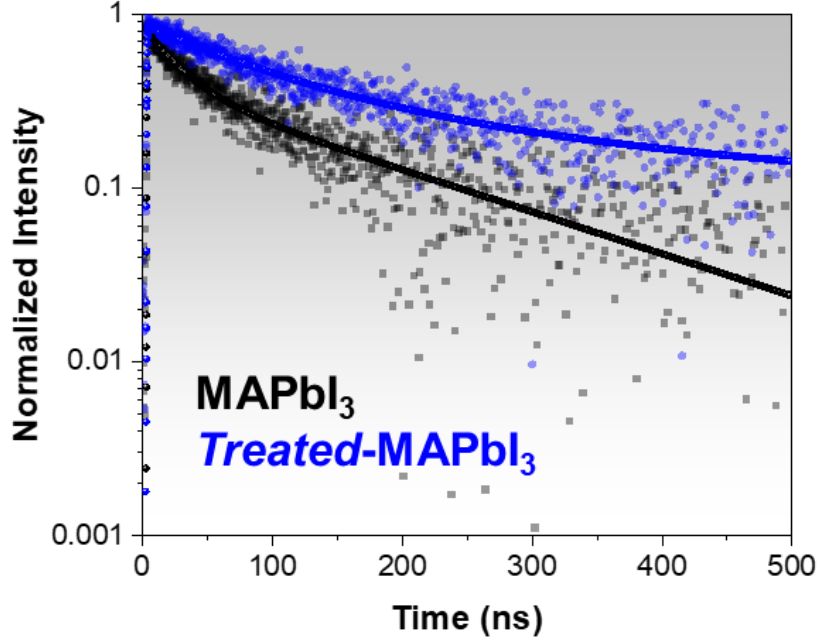 1
0.1
0.01
0.001
Normalized Intensity
MAPbI₃
Treated-MAPbI₃
0 100 200 300 400 500
Time (ns)